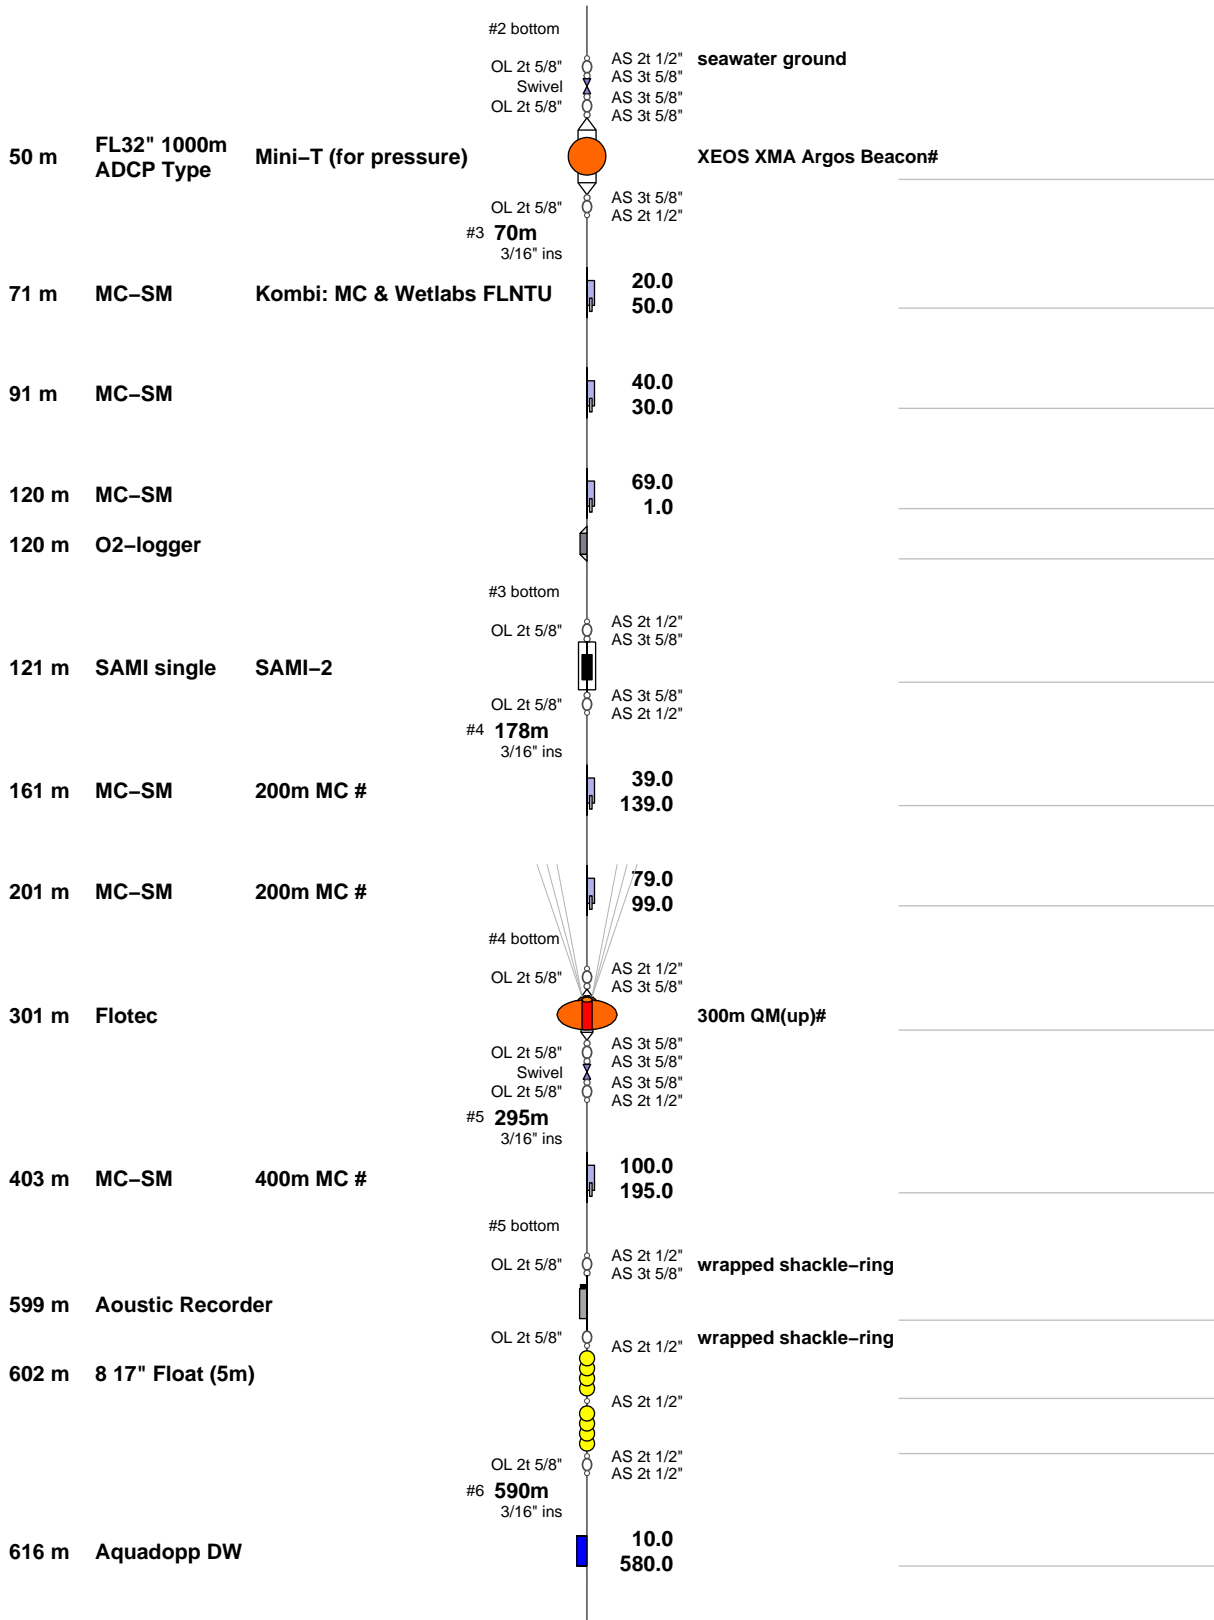 #2 bottom
AS 2t 1/2" seawater ground
OL 2t 5/8"
AS 3t 5/8"
Swivel
AS 3t 5/8"
OL 2t 5/8"
AS 3t 5/8"
50 m FL32" 1000m ADCP Type Mini−T (for pressure) XEOS XMA Argos Beacon#
AS 3t 5/8"
OL 2t 5/8"
AS 2t 1/2"
#3 70m
3/16" ins
20.0
71 m MC−SM Kombi: MC & Wetlabs FLNTU
50.0
40.0
91 m MC−SM
30.0
69.0
120 m MC−SM
1.0
120 m O2−logger
#3 bottom
AS 2t 1/2"
OL 2t 5/8"
AS 3t 5/8"
121 m SAMI single SAMI−2
AS 3t 5/8"
OL 2t 5/8"
AS 2t 1/2"
#4 178m
3/16" ins
39.0
161 m MC−SM 200m MC #
139.0
79.0
201 m MC−SM 200m MC #
99.0
#4 bottom
AS 2t 1/2"
OL 2t 5/8"
AS 3t 5/8"
301 m Flotec 300m QM(up)#
AS 3t 5/8"
OL 2t 5/8"
AS 3t 5/8"
Swivel
AS 3t 5/8"
OL 2t 5/8"
AS 2t 1/2"
#5 295m
3/16" ins
100.0
403 m MC−SM 400m MC #
195.0
#5 bottom
AS 2t 1/2"
OL 2t 5/8" wrapped shackle−ring
AS 3t 5/8"
599 m Aoustic Recorder
OL 2t 5/8" wrapped shackle−ring
AS 2t 1/2"
602 m 8 17" Float (5m)
AS 2t 1/2"
AS 2t 1/2"
OL 2t 5/8"
AS 2t 1/2"
#6 590m
3/16" ins
10.0
616 m Aquadopp DW
580.0